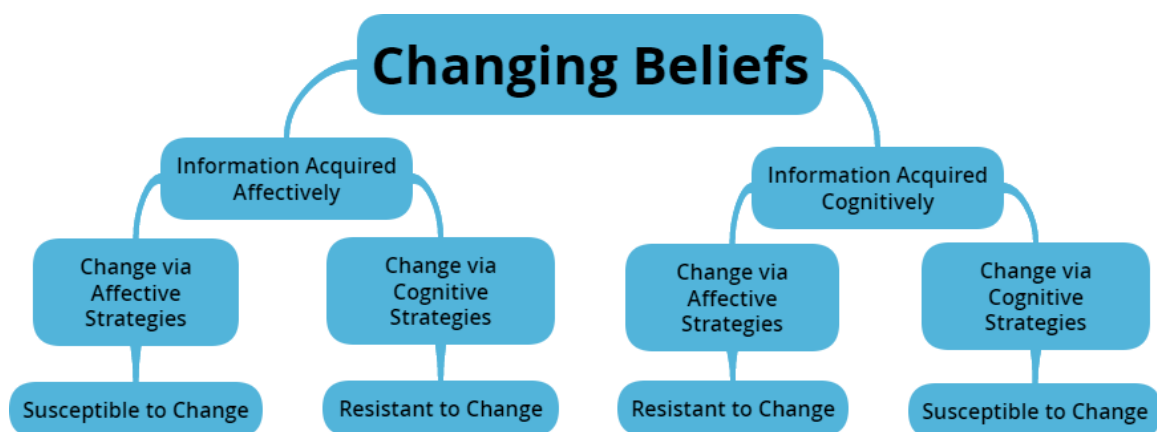 Changing Beliefs
Information Acquired
Affectively
Information Acquired
Cognitively
Change via
Affective
Strategies
Change via
Cognitive
Strategies
Change via
Affective
Strategies
Change via
Cognitive
Strategies
Susceptible to Change
Resistant to Change
Resistant to Change
Susceptible to Change